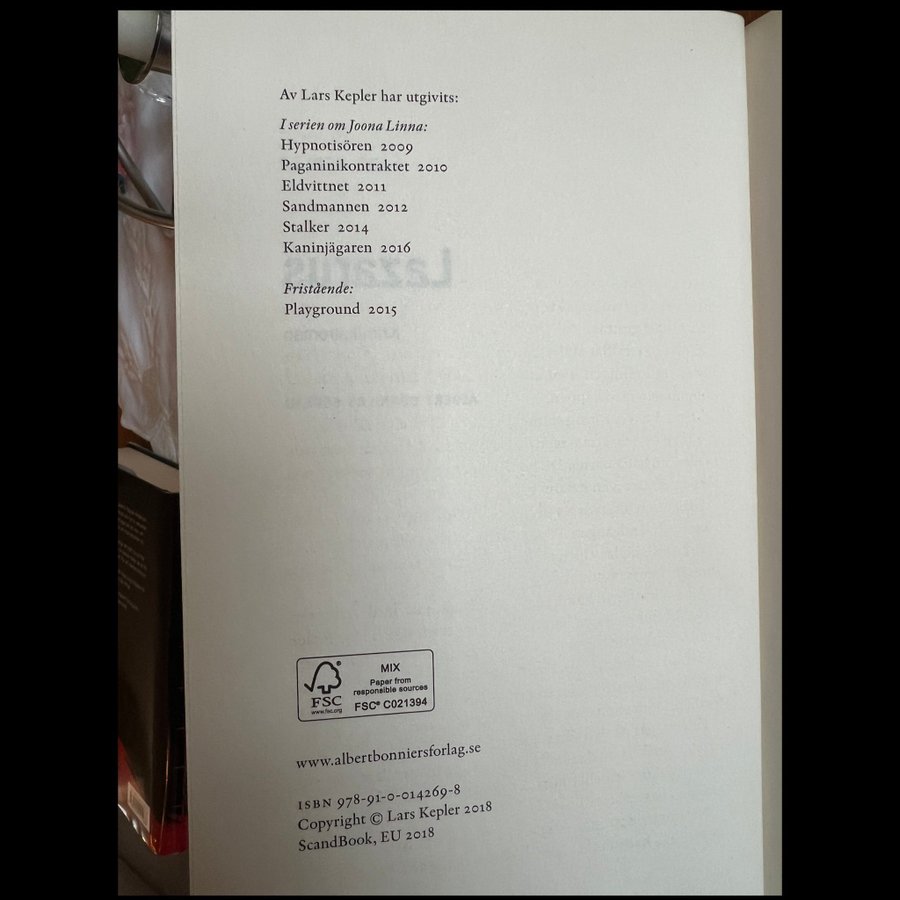 Av Lars Kepler har utgivits:
I serien om Joona Linna:
Hypnotisören 2009
Paganinikontraktet 2010
Eldvittnet 2011
Sandmannen 2012
Stalker 2014
Kaninjägaren 2016
Fristående:
Playground 2015
Lazarus
FSC
www.fsc.org
MIX
Paper from
responsible sources
FSC® C021394
www.albertbonniersforlag.se
ISBN 978-91-0-014269-8
Copyright © Lars Kepler 2018
ScandBook, EU 2018